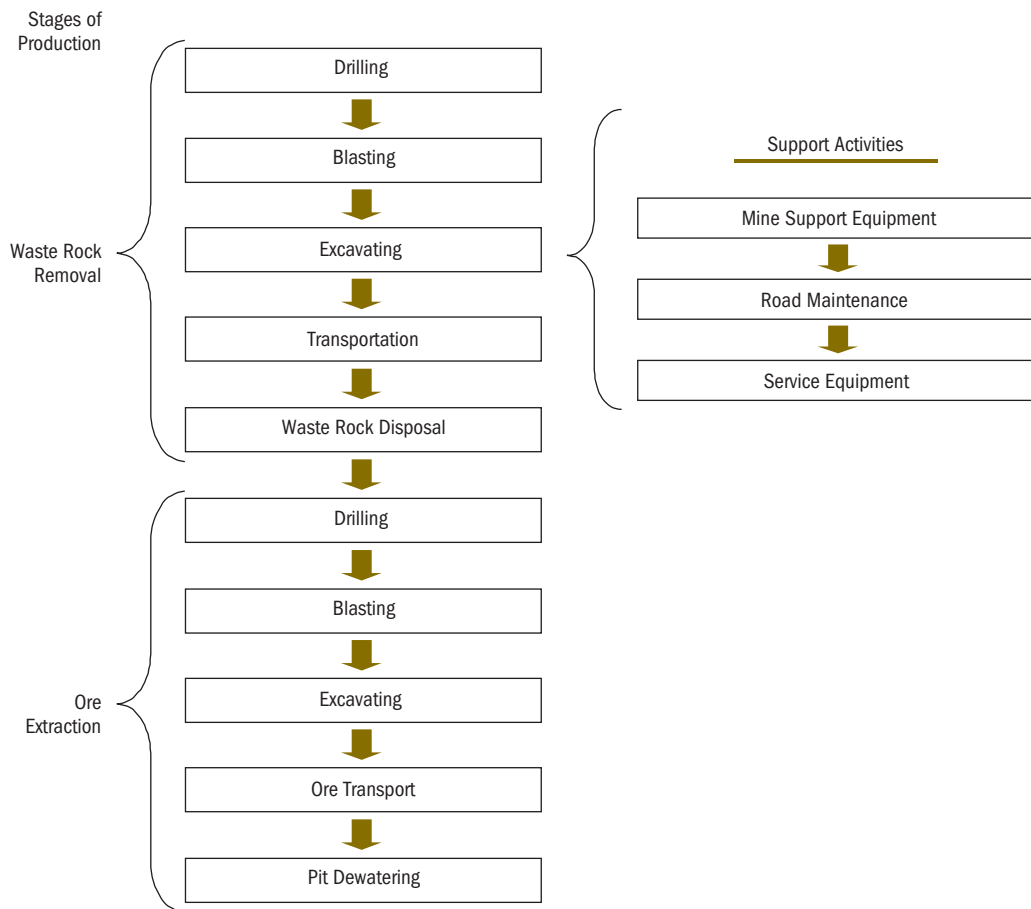 Stages of
Production
Drilling
Blasting
Waste Rock
Removal
Excavating
Transportation
Waste Rock Disposal
Support Activities
Mine Support Equipment
Road Maintenance
Service Equipment
Drilling
Blasting
Ore
Extraction
Excavating
Ore Transport
Pit Dewatering